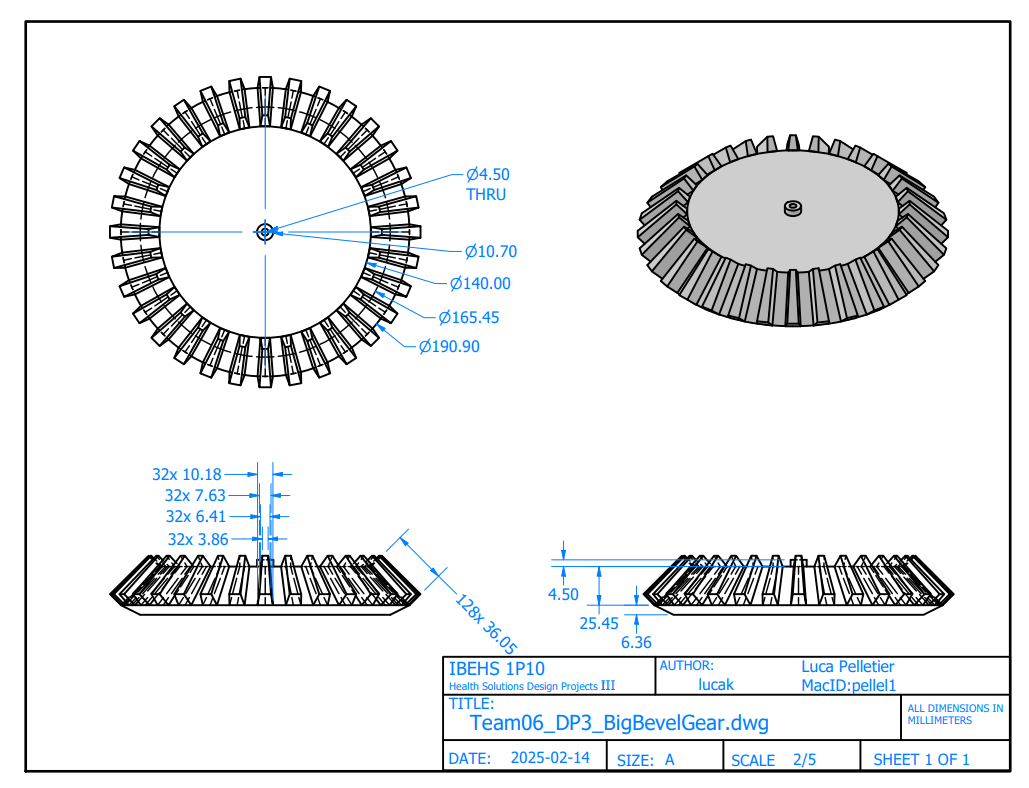 Ø4.50
THRU
Ø10.70
Ø140.00
Ø165.45
Ø190.90
32x 10.18
32x 7.63
32x 6.41
32x 3.86
128x 36.05
4.50
25.45
6.36
IBEHS 1P10
Health Solutions Design Projects III
AUTHOR:
lucak
Luca Pelletier
MacID:pellel1
TITLE:
Team06_DP3_BigBevelGear.dwg
ALL DIMENSIONS IN
MILLIMETERS
DATE: 2025-02-14
SIZE: A
SCALE 2/5
SHEET 1 OF 1